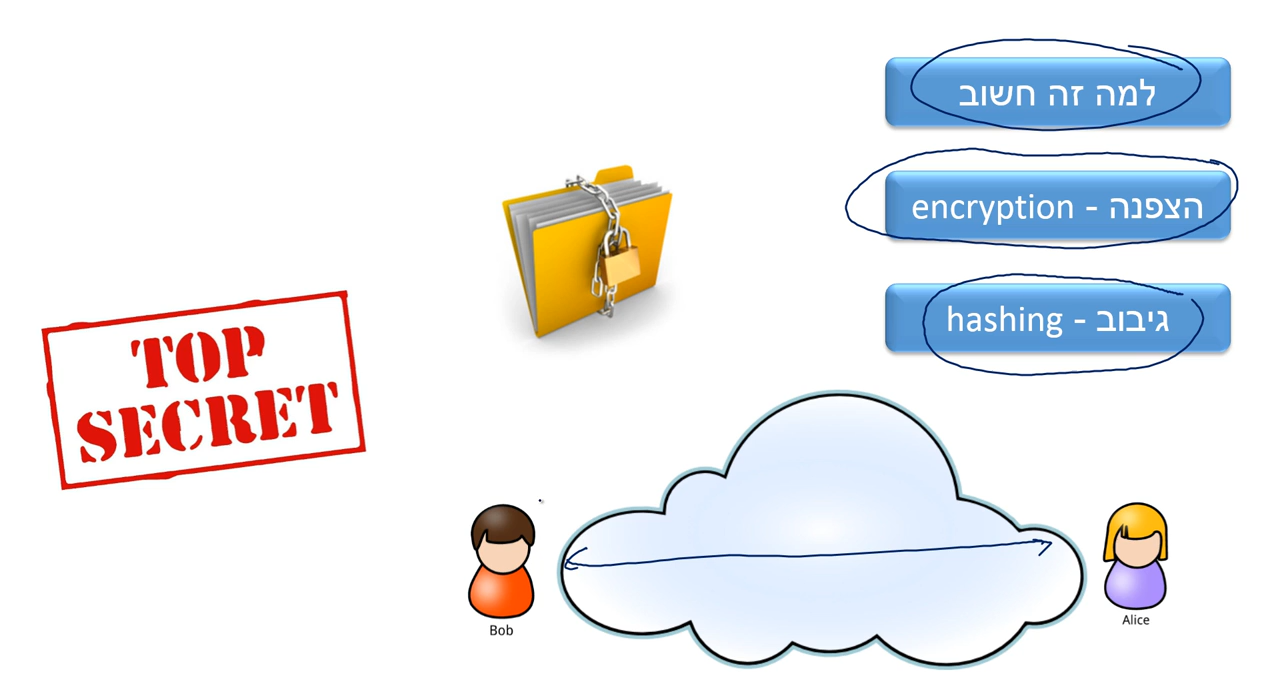 למה זה חשוב
הצפנה - encryption
גיבוב - hashing
TOP
SECRET
Bob
Alice